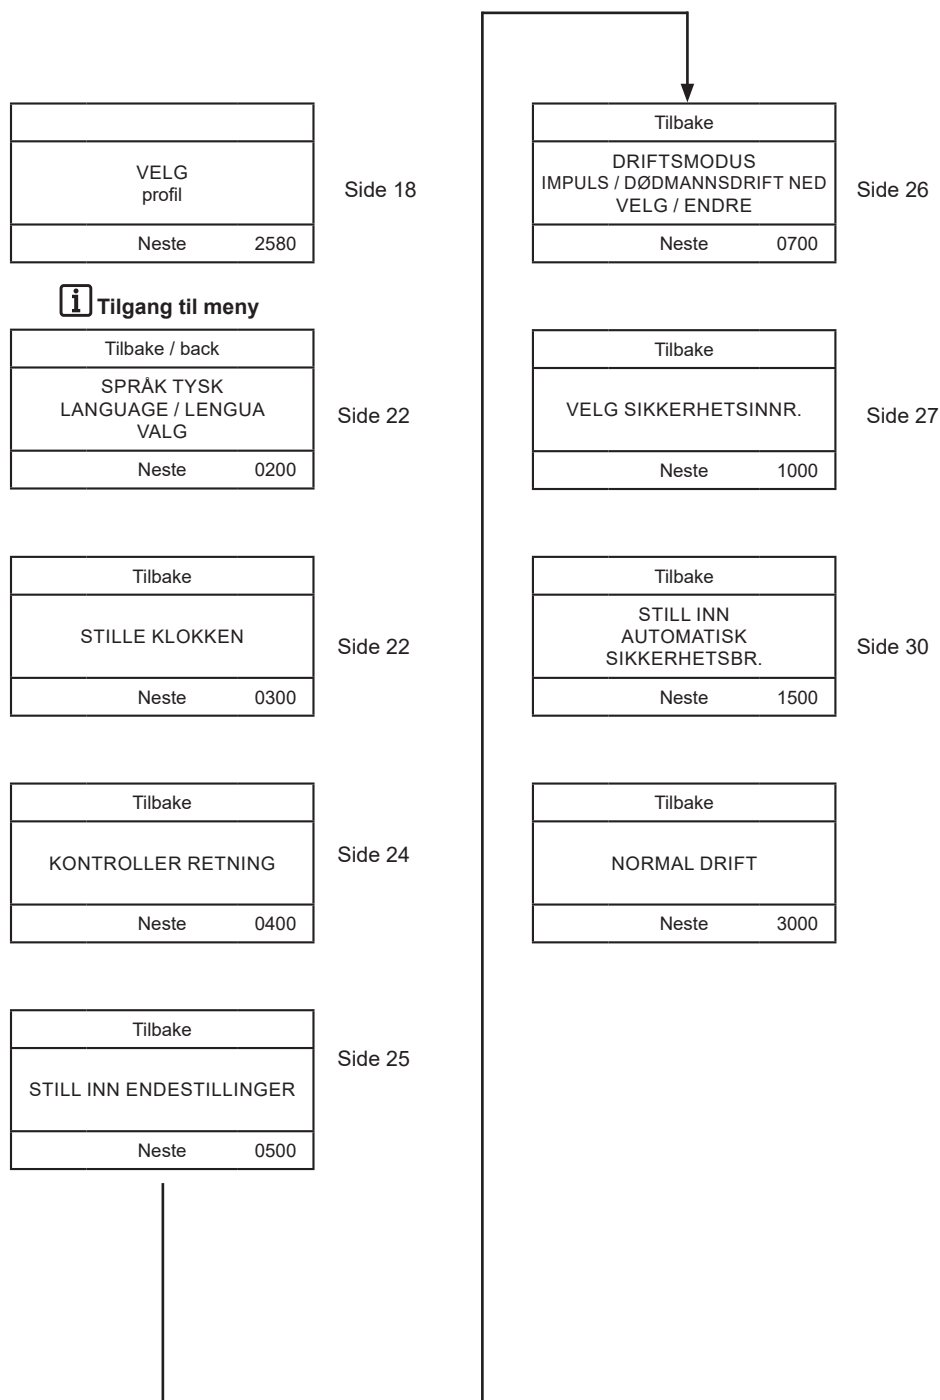 VELG
profil
Neste 2580
Side 18
i Tilgang til meny
Tilbake / back
SPRÅK TYSK
LANGUAGE / LENGUA
VALG
Neste 0200
Side 22
Tilbake
STILLE KLOKKEN
Neste 0300
Side 22
Tilbake
KONTROLLER RETNING
Neste 0400
Side 24
Tilbake
STILL INN ENDESTILLINGER
Neste 0500
Side 25
Tilbake
DRIFTSMODUS
IMPULS / DØDMANNSDRIFT NED
VELG / ENDRE
Neste 0700
Side 26
Tilbake
VELG SIKKERHETSINNR.
Neste 1000
Side 27
Tilbake
STILL INN
AUTOMATISK
SIKKERHETSBR.
Neste 1500
Side 30
Tilbake
NORMAL DRIFT
Neste 3000